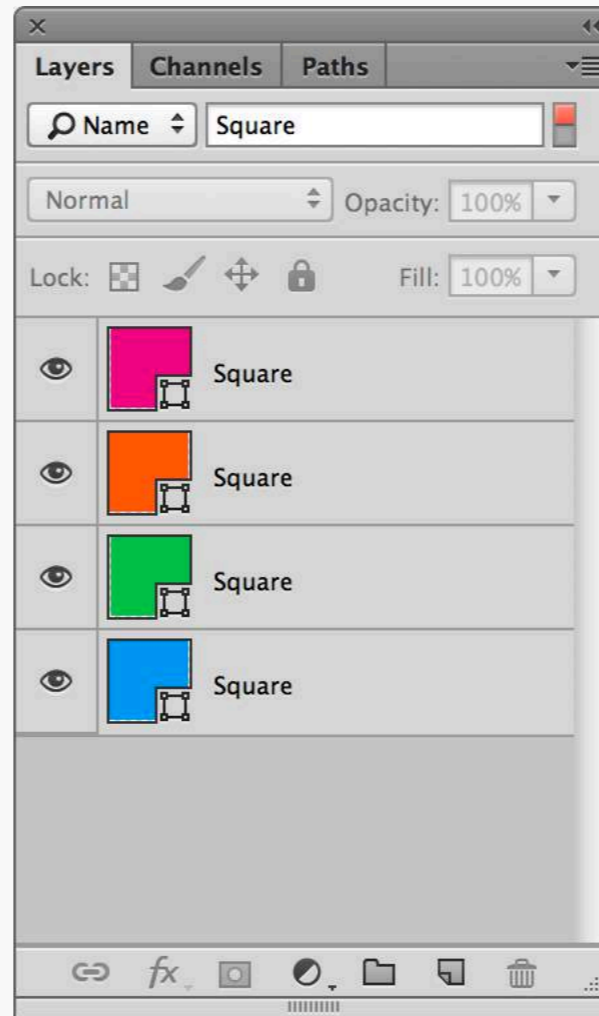 Layers Channels Paths
Name Square
Normal Opacity: 100%
Lock: Fill: 100%
Square
Square
Square
Square
fx